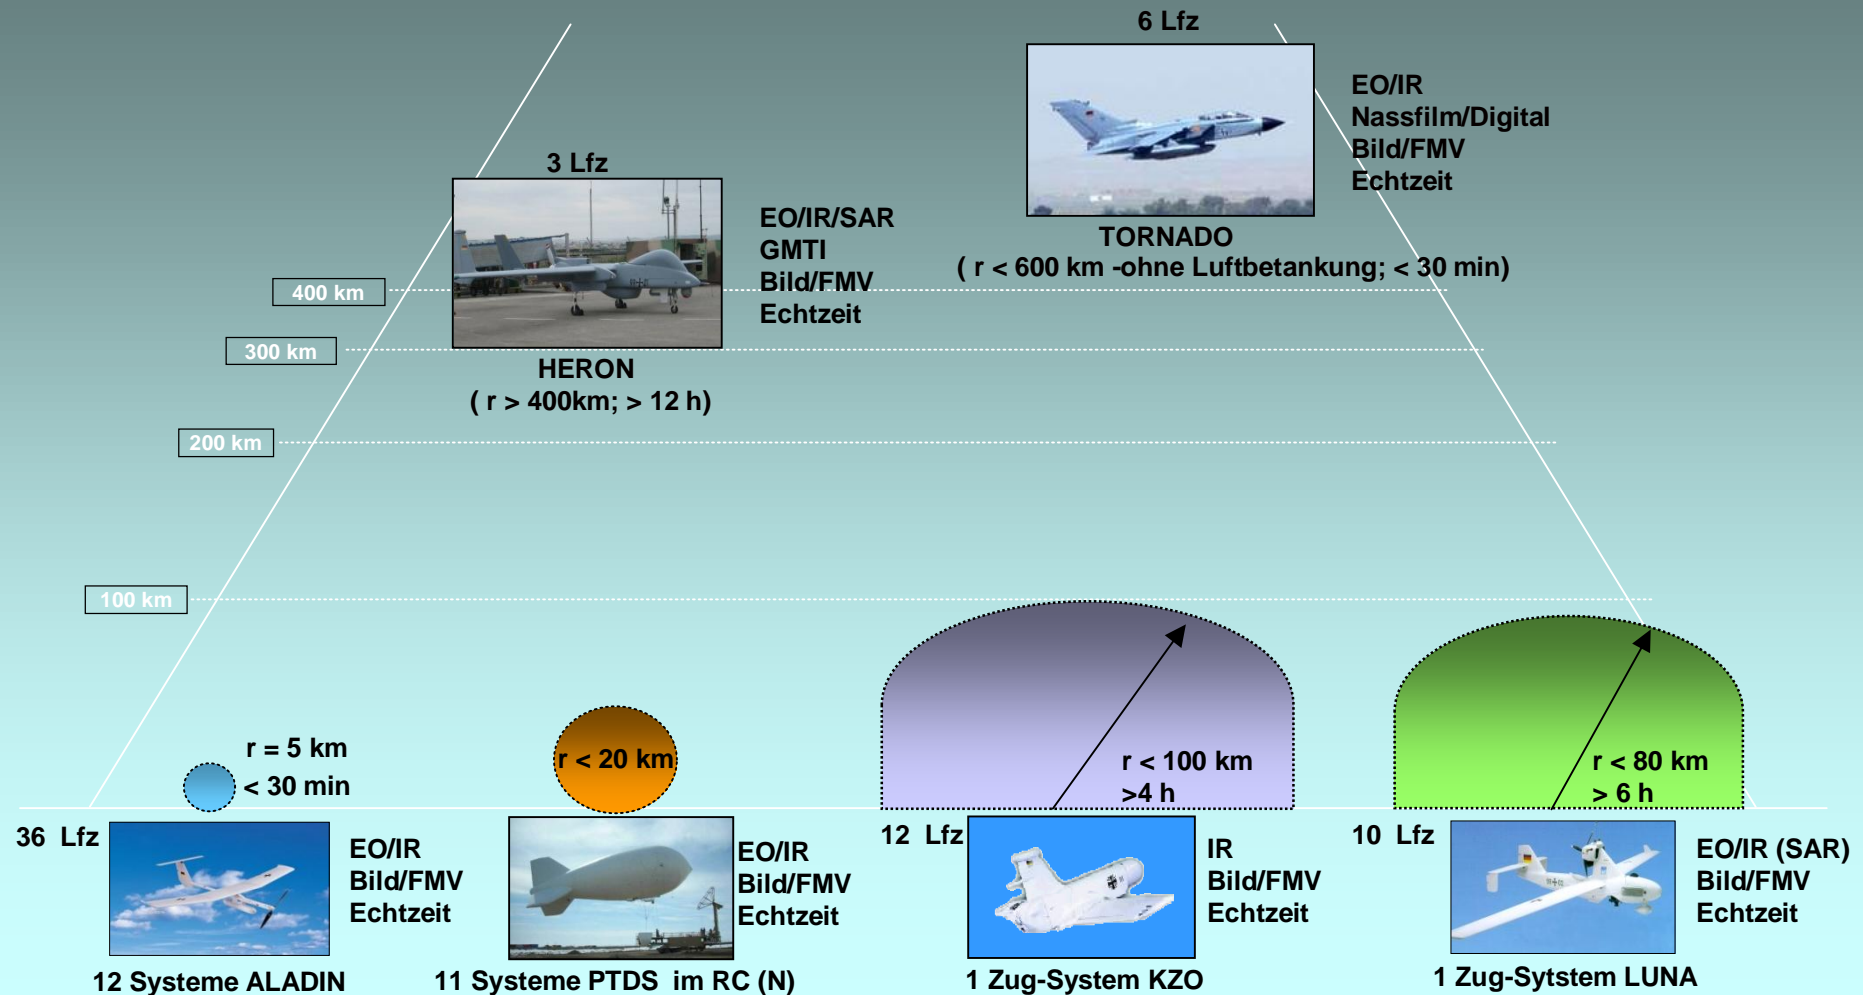 6 Lfz
EO/IR
Nassfilm/Digital
Bild/FMV
Echtzeit
TORNADO
( r < 600 km -ohne Luftbetankung; < 30 min)
3 Lfz
EO/IR/SAR
GMTI
Bild/FMV
Echtzeit
HERON
( r > 400km; > 12 h)
400 km
300 km
200 km
100 km
r = 5 km
< 30 min
36 Lfz
EO/IR
Bild/FMV
Echtzeit
12 Systeme ALADIN
r < 20 km
EO/IR
Bild/FMV
Echtzeit
11 Systeme PTDS im RC (N)
r < 100 km
>4 h
12 Lfz
IR
Bild/FMV
Echtzeit
1 Zug-System KZO
r < 80 km
> 6 h
10 Lfz
EO/IR (SAR)
Bild/FMV
Echtzeit
1 Zug-Sytstem LUNA